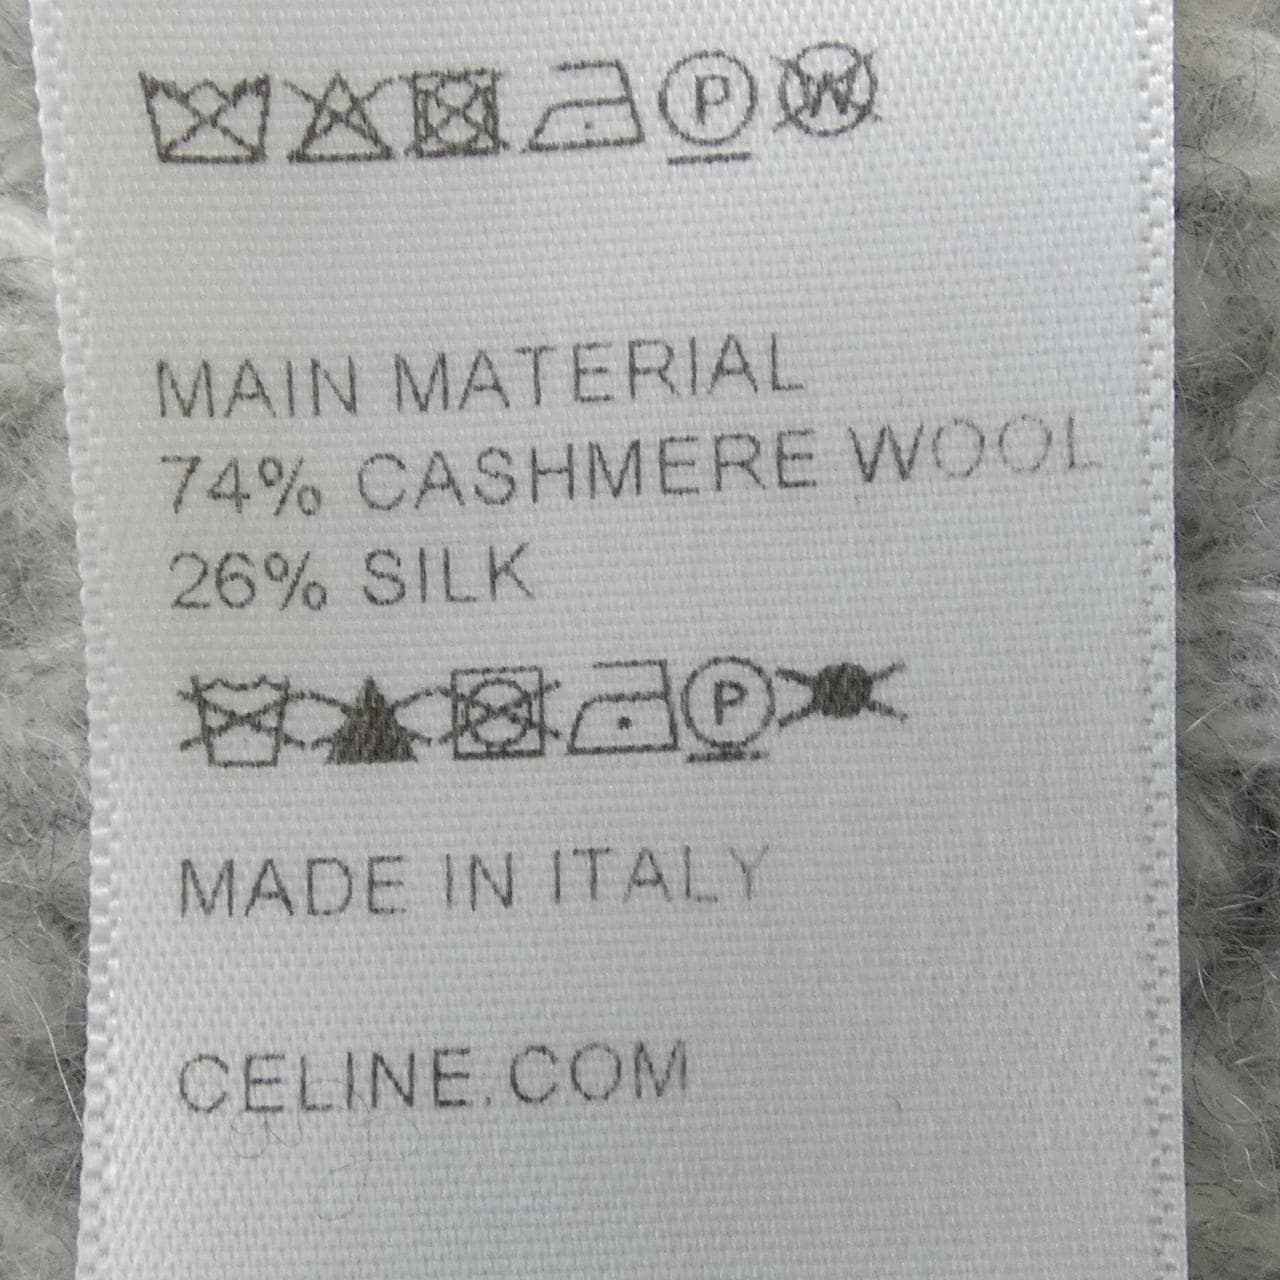 P W
MAIN MATERIAL
74% CASHMERE WOOL
26% SILK
P
MADE IN ITALY
CELINE.COM